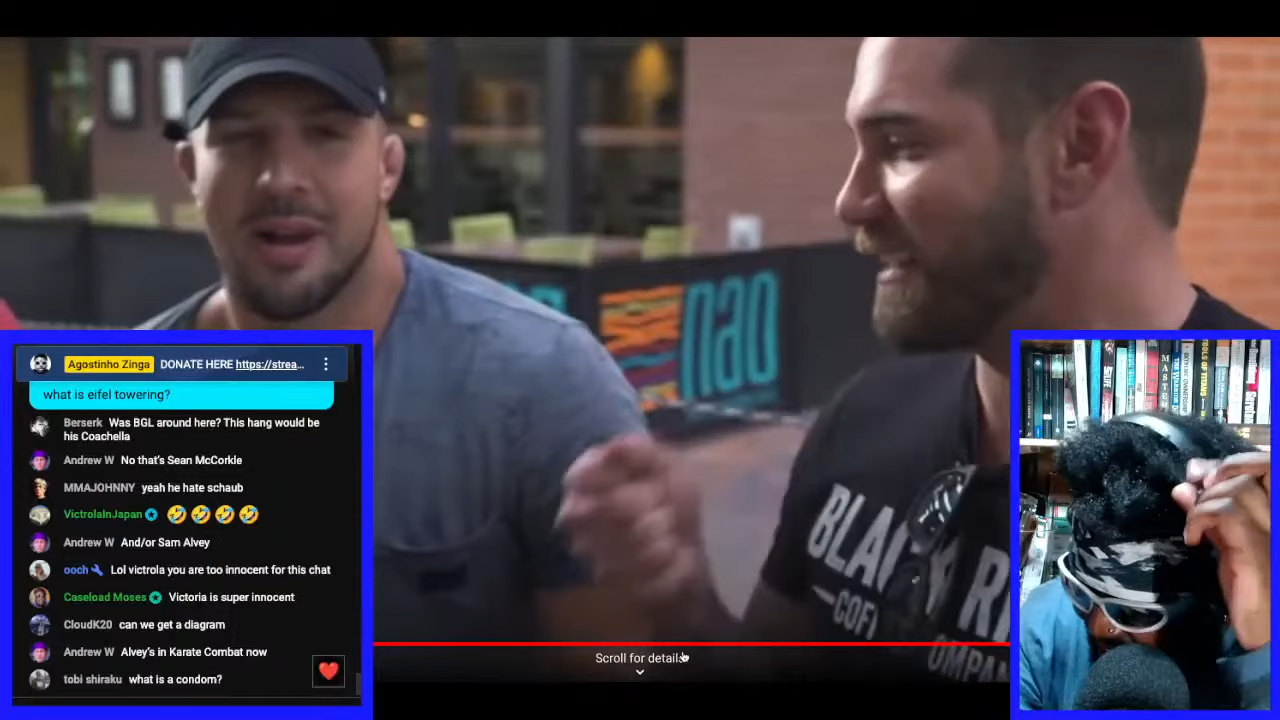 nao
BLA
COF
OMPAN
Agostinho Zinga DONATE HERE https://strea...
what is eifel towering?
Berserk Was BGL around here? This hang would be
his Coachella
Andrew W No that's Sean McCorkle
MMAJOHNNY yeah he hate schaub
VictrolaInJapan 🤣 🤣 🤣 🤣
Andrew W And/or Sam Alvey
ooch Lol victrola you are too innocent for this chat
Caseload Moses Victoria is super innocent
CloudK20 can we get a diagram
Andrew W Alvey's in Karate Combat now
tobi shiraku what is a condom?
Scroll for details